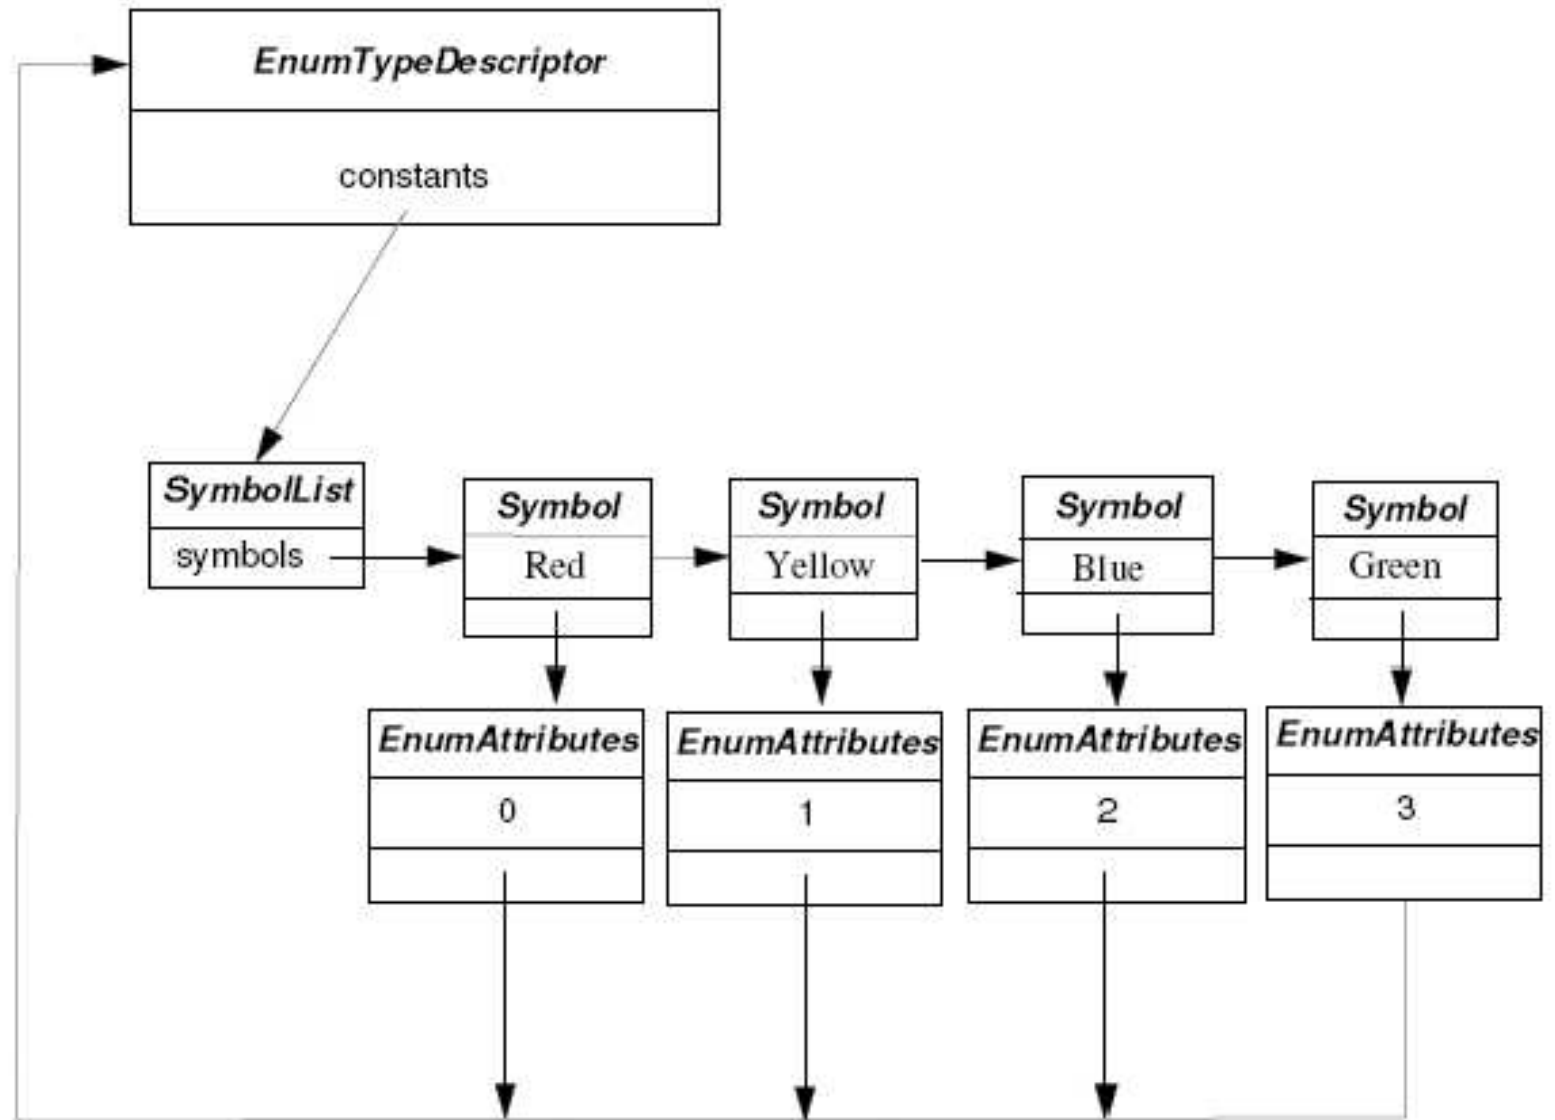 EnumTypeDescriptor
constants
SymbolList
symbols
Symbol
Red
Symbol
Yellow
Symbol
Blue
Symbol
Green
EnumAttributes
0
EnumAttributes
1
EnumAttributes
2
EnumAttributes
3